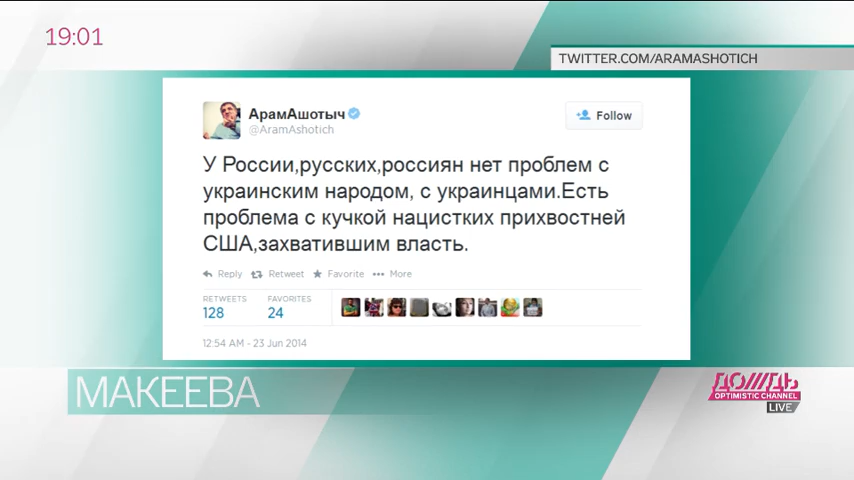 19:01
TWITTER.COM/ARAMASHOTICH
АрамАшотыч
@AramAshotich
Follow
У России,русских,россиян нет проблем с
украинским народом, с украинцами.Есть
проблема с кучкой нацистких прихвостней
США,захватившим власть.
Reply Retweet Favorite More
RETWEETS FAVORITES
128 24
12:54 AM - 23 Jun 2014
МАКЕЕВА
ДОЖДЬ
OPTIMISTIC CHANNEL
LIVE